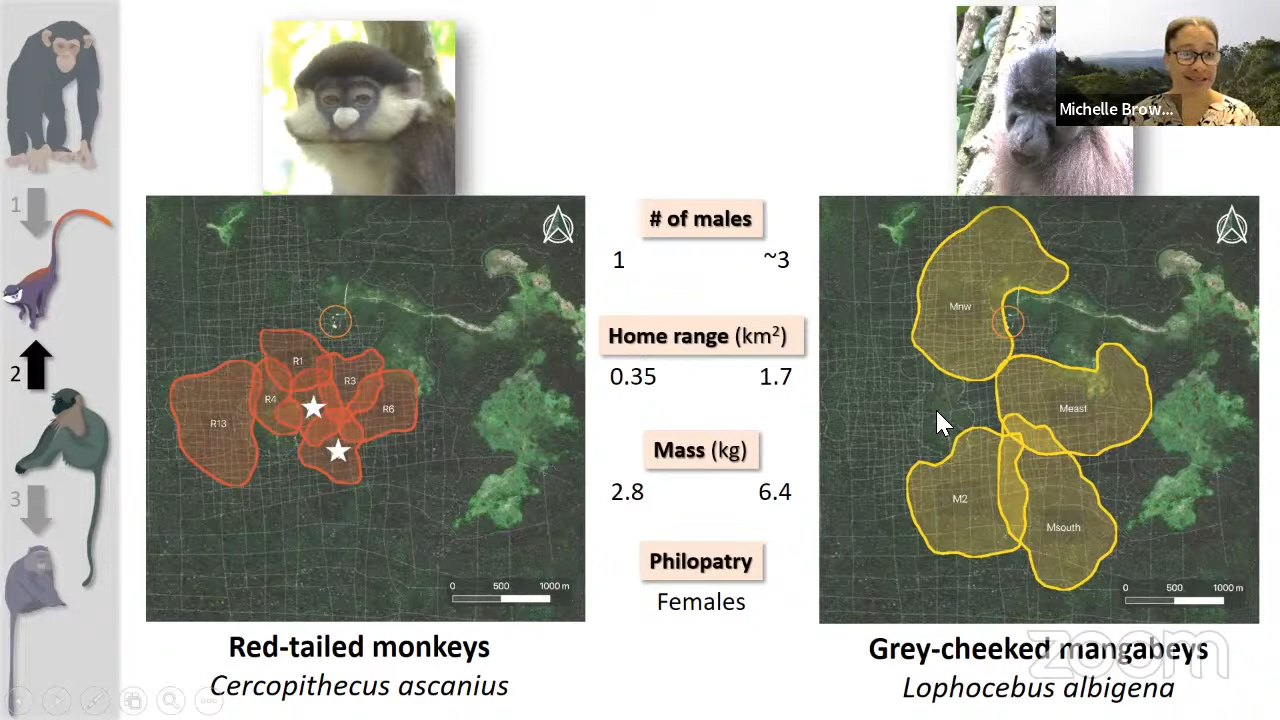 1
2
3
Michelle Brow...
R1
R3
R4
R6
R13
0 500 1000 m
Red-tailed monkeys
Cercopithecus ascanius
# of males
1 ~3
Home range (km²)
0.35 1.7
Mass (kg)
2.8 6.4
Philopatry
Females
Mnw
Meast
M2
Msouth
0 500 1000 m
Grey-cheeked mangabeys
Lophocebus albigena
zoom